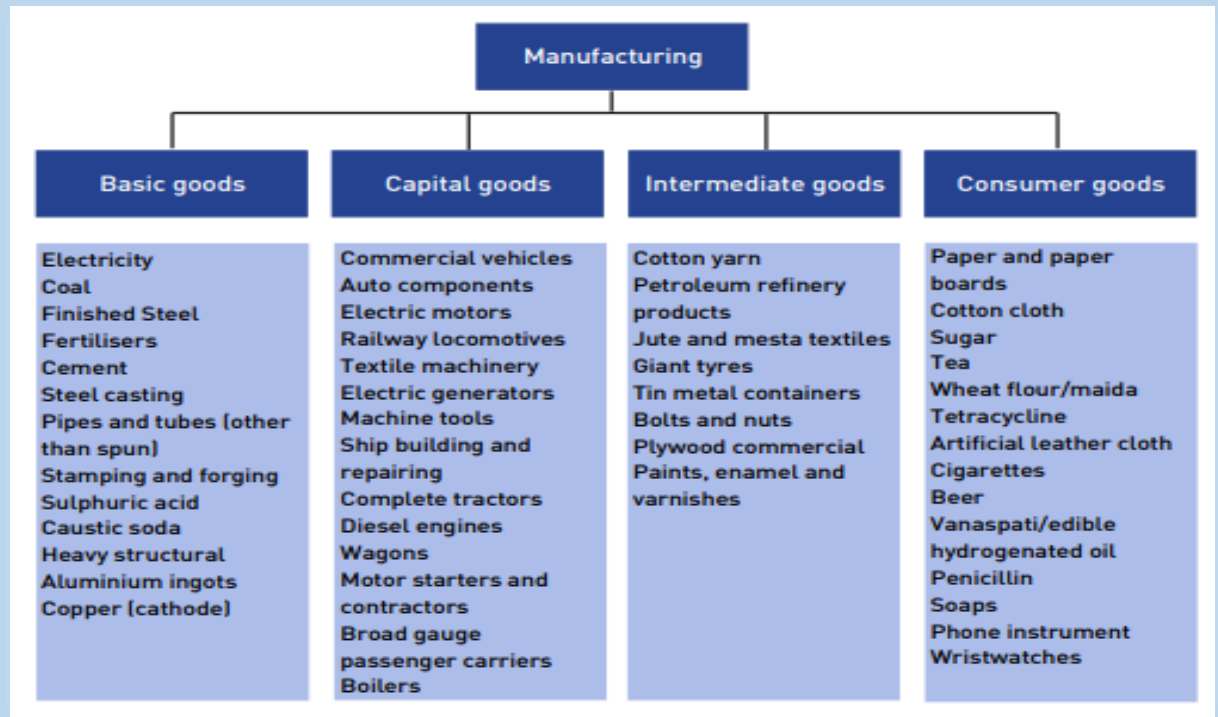 Manufacturing
Basic goods
Capital goods
Intermediate goods
Consumer goods
Electricity
Coal
Finished Steel
Fertilisers
Cement
Steel casting
Pipes and tubes (other
than spun)
Stamping and forging
Sulphuric acid
Caustic soda
Heavy structural
Aluminium ingots
Copper (cathode)
Commercial vehicles
Auto components
Electric motors
Railway locomotives
Textile machinery
Electric generators
Machine tools
Ship building and
repairing
Complete tractors
Diesel engines
Wagons
Motor starters and
contractors
Broad gauge
passenger carriers
Boilers
Cotton yarn
Petroleum refinery
products
Jute and mesta textiles
Giant tyres
Tin metal containers
Bolts and nuts
Plywood commercial
Paints, enamel and
varnishes
Paper and paper
boards
Cotton cloth
Sugar
Tea
Wheat flour/maida
Tetracycline
Artificial leather cloth
Cigarettes
Beer
Vanaspati/edible
hydrogenated oil
Penicillin
Soaps
Phone instrument
Wristwatches